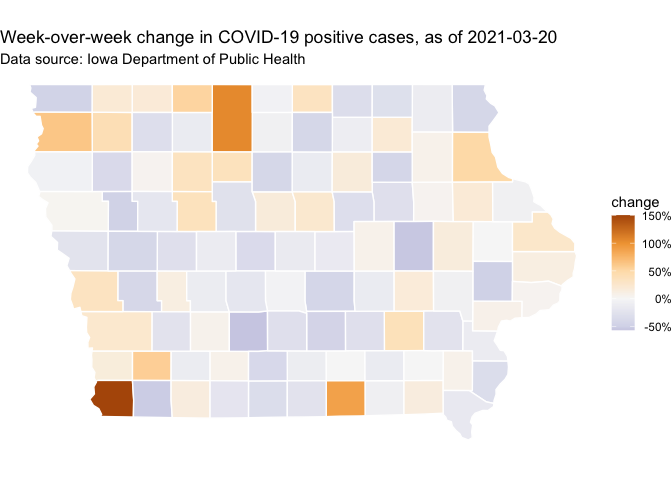 Week-over-week change in COVID-19 positive cases, as of 2021-03-20
Data source: Iowa Department of Public Health
change
150%
100%
50%
0%
-50%